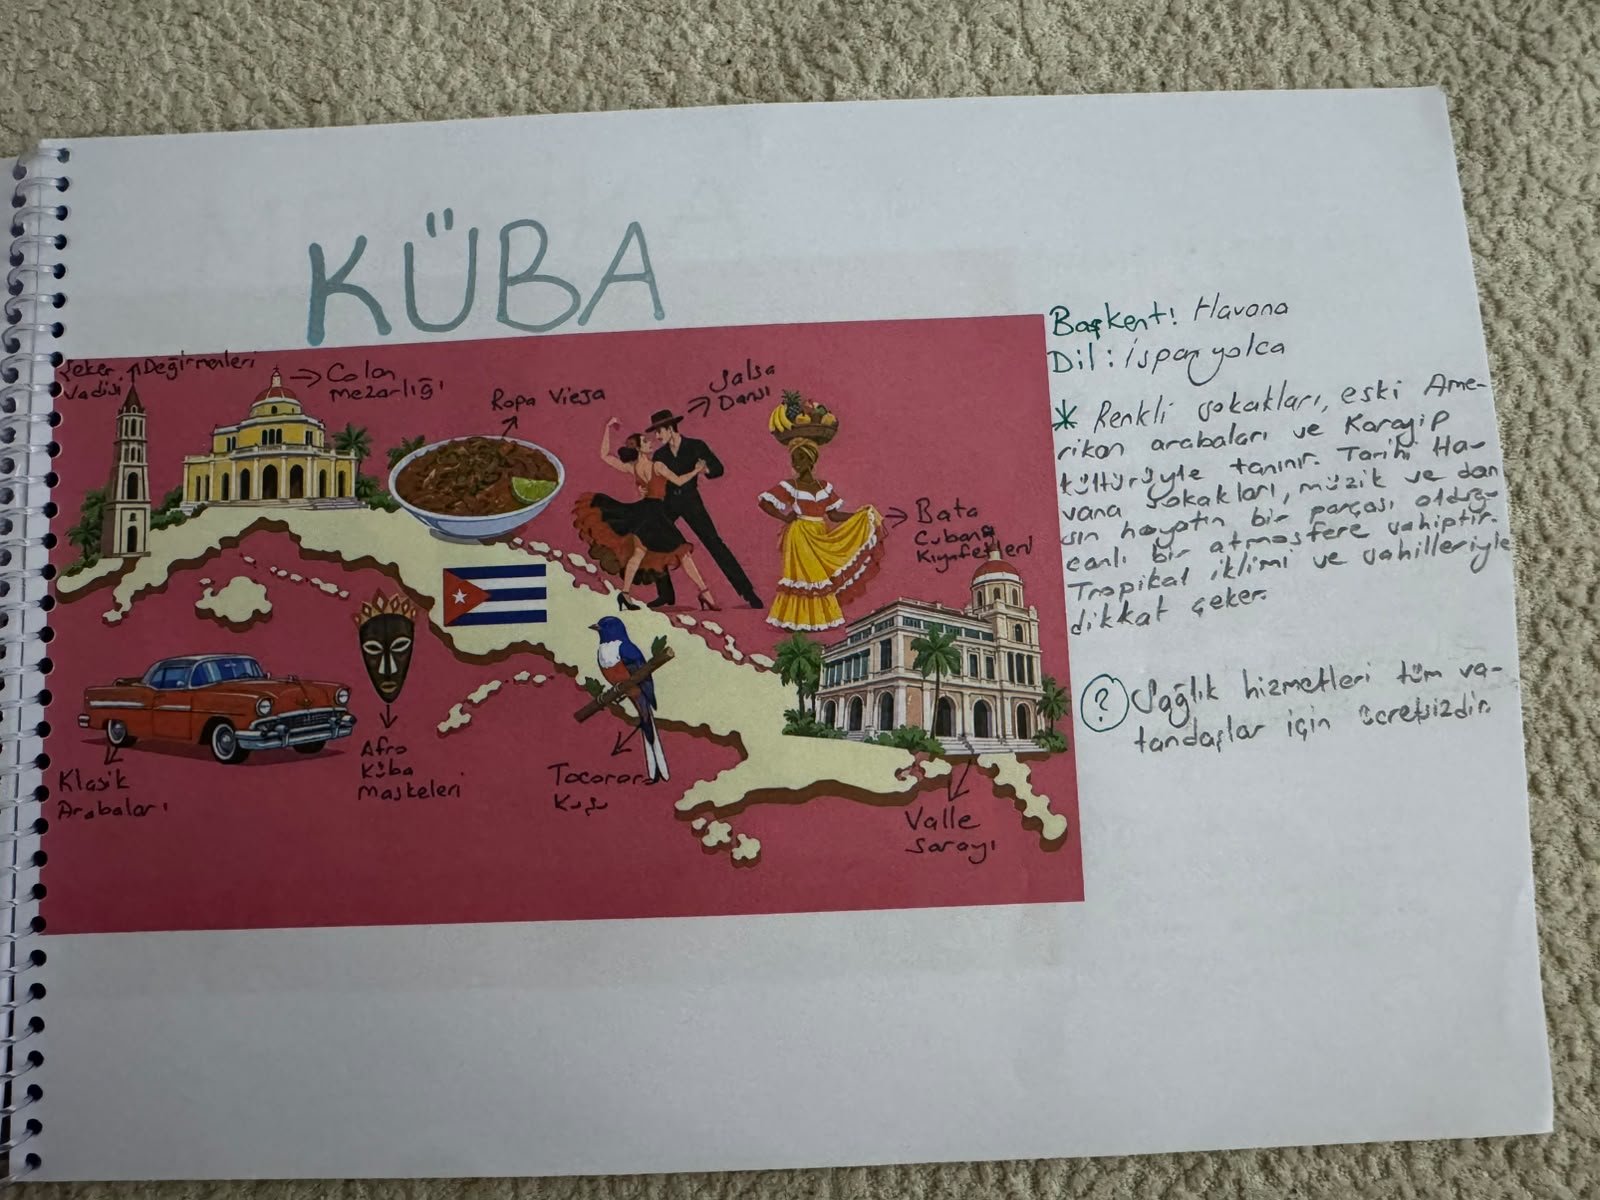 KÜBA
Şeker Değirmenleri
Vadisi
Colon
mezarlığı
Ropa Vieja
Salsa
Dansı
Bata
Cubana
Kıyafetleri
Klasik
Arabaları
Afro
Küba
maskeleri
Tocororo
Kuşu
Valle
Sarayı
Başkent: Havana
Dil: İspanyolca
* Renkli sokakları, eski Ame-
rikan arabaları ve Karayip
kültürüyle tanınır. Tarihi Ha-
vana sokakları, müzik ve dan
sın hayatın bir parçası olduğu
canlı bir atmosfere sahiptir.
Tropikal iklimi ve sahilleriyle
dikkat çeker.
? Sağlık hizmetleri tüm va-
tandaşlar için ücretsizdir.